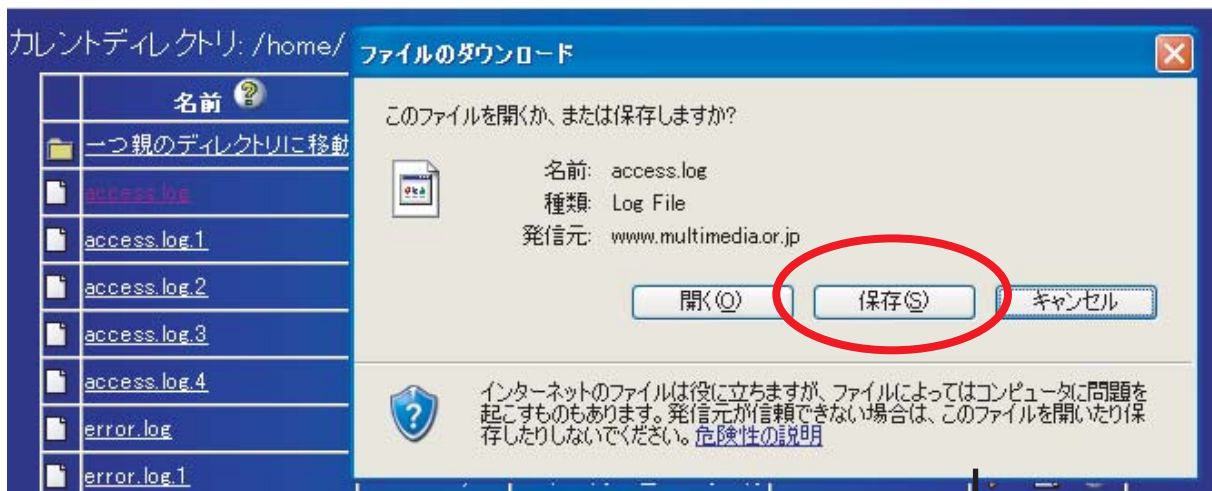 カレントディレクトリ: /home/
名前
一つ親のディレクトリに移動
access.log
access.log.1
access.log.2
access.log.3
access.log.4
error.log
error.log.1
ファイルのダウンロード
このファイルを開くか、または保存しますか?
名前: access.log
種類: Log File
発信元: www.multimedia.or.jp
開く(O) 保存(S) キャンセル
インターネットのファイルは役に立ちますが、ファイルによってはコンピュータに問題を
起こすものもあります。発信元が信頼できない場合は、このファイルを開いたり保
存したりしないでください。危険性の説明